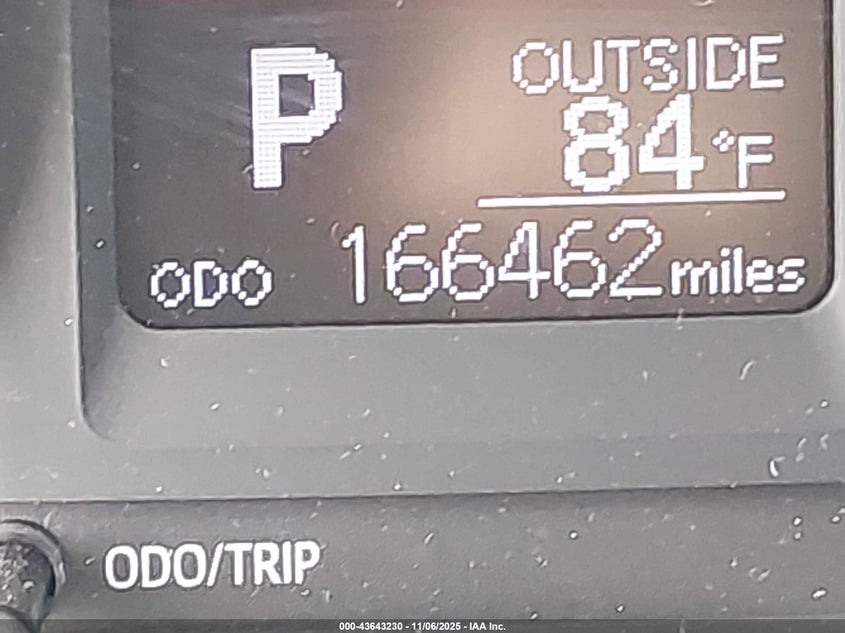 P
OUTSIDE
84°F
ODO 166462 miles
ODO/TRIP
000-43643230 - 11/06/2025 - IAA Inc.